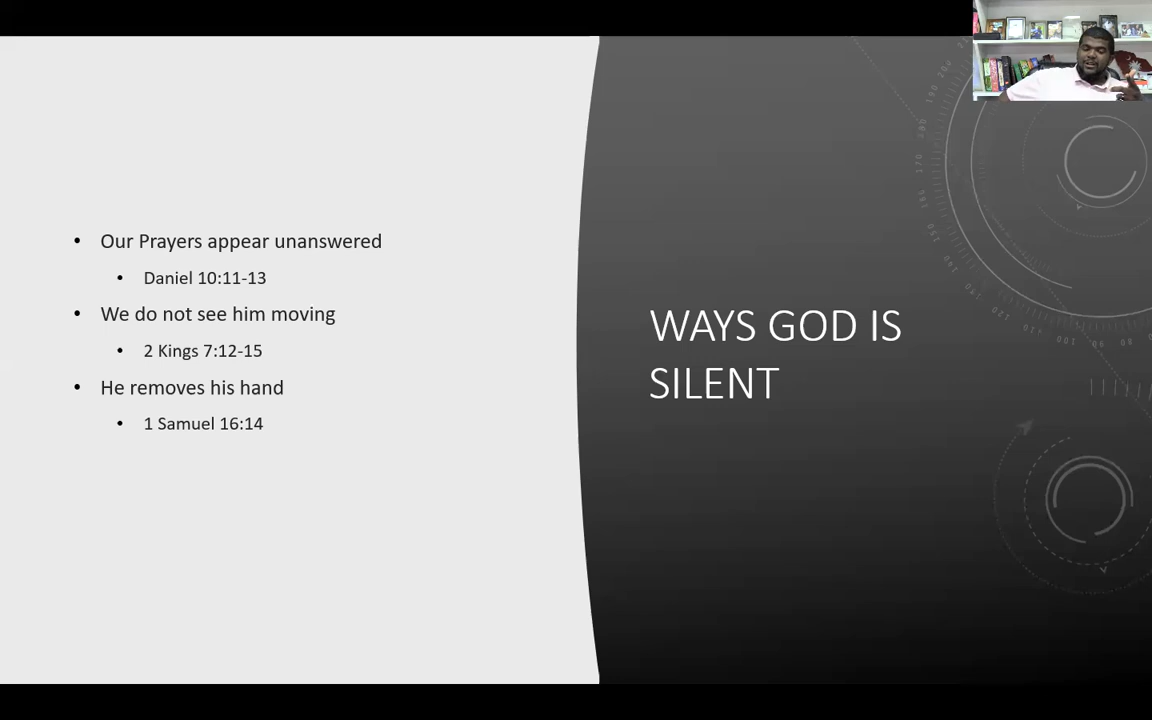 Our Prayers appear unanswered
Daniel 10:11-13
We do not see him moving
2 Kings 7:12-15
He removes his hand
1 Samuel 16:14
WAYS GOD IS
SILENT